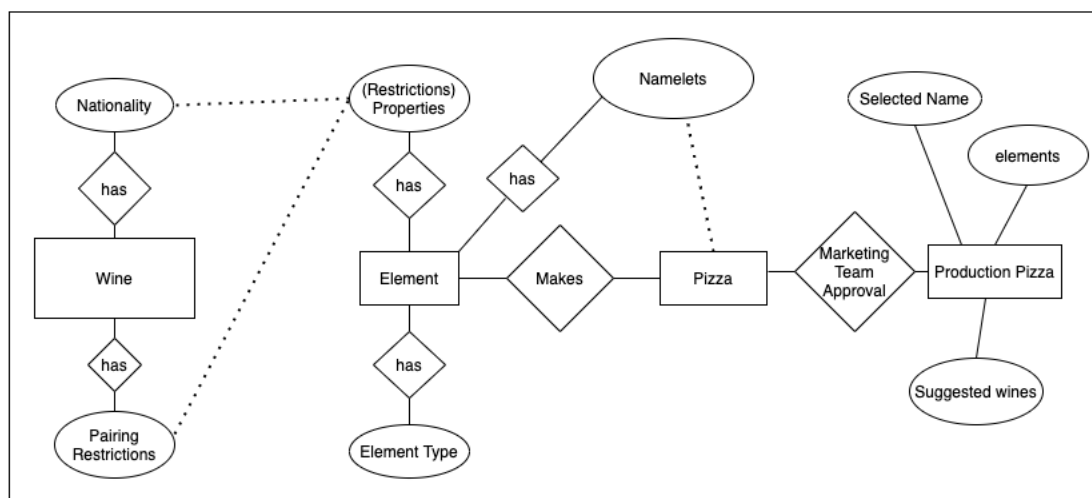 Nationality
(Restrictions)
Properties
Namelets
Selected Name
elements
has
has
has
Wine
Element
Makes
Pizza
Marketing
Team
Approval
Production Pizza
has
has
Pairing
Restrictions
Element Type
Suggested wines